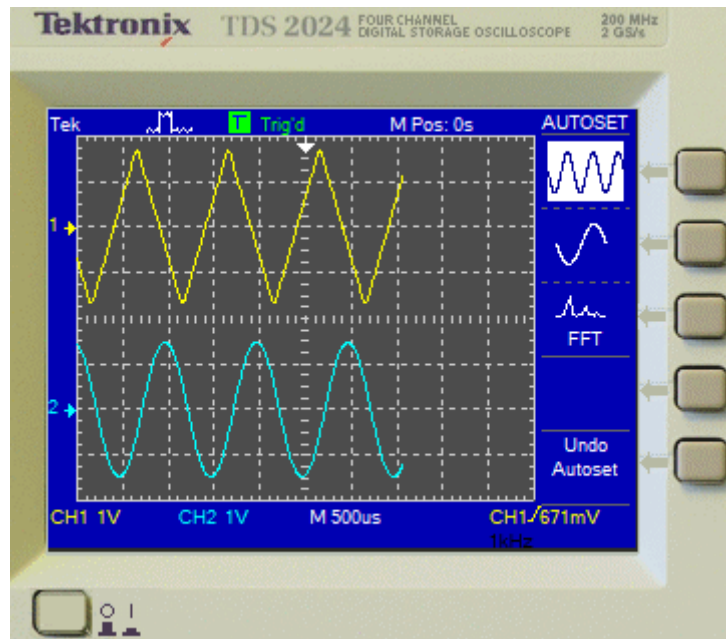 Tektronix TDS 2024 FOUR CHANNEL DIGITAL STORAGE OSCILLOSCOPE 200 MHz 2 GS/s
Tek T Trig'd M Pos: 0s AUTOSET
1
FFT
2
Undo
Autoset
CH1 1V CH2 1V M 500us CH1 671mV
1kHz
O I